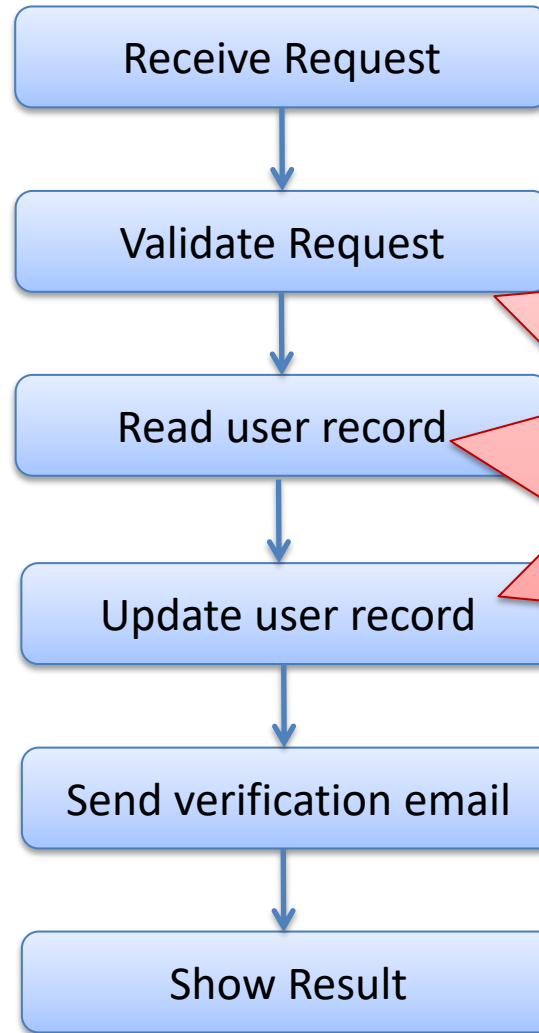 Receive Request
Validate Request
Read user record
Update user record
Send verification email
Show Result